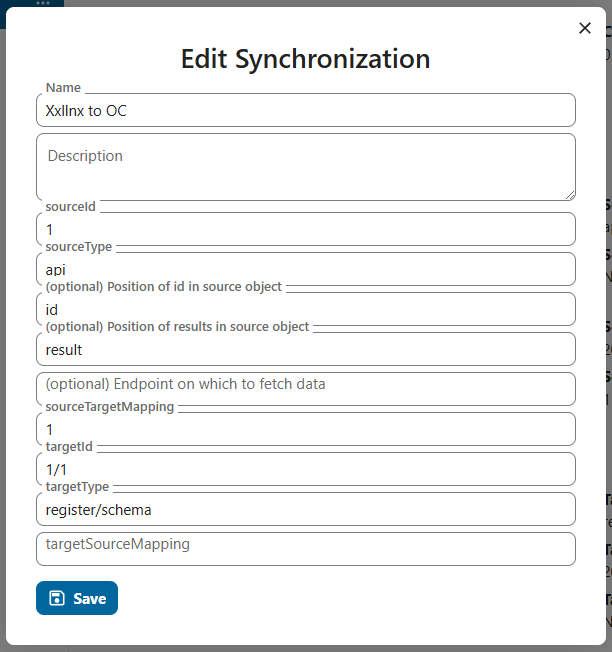 Edit Synchronization
Name
Xxllnx to OC
Description
sourceId
1
sourceType
api
(optional) Position of id in source object
id
(optional) Position of results in source object
result
(optional) Endpoint on which to fetch data
sourceTargetMapping
1
targetId
1/1
targetType
register/schema
targetSourceMapping
Save